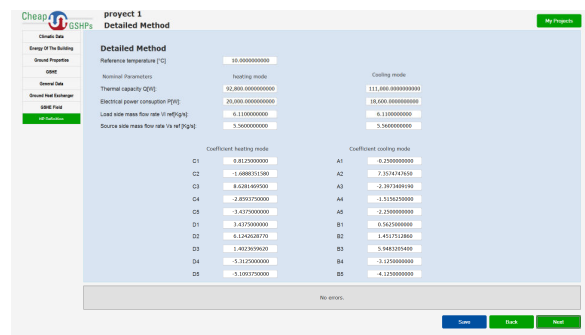 Cheap GSHPs
proyect 1
Detailed Method
My Projects
Climatic Data
Energy Of The Building
Ground Properties
GSHE
General Data
Ground Heat Exchanger
GSHE Field
HP Definition
Detailed Method
Reference temperature [°C] 10.0000000000
Nominal Parameters heating mode Cooling mode
Thermal capacity Q[W]: 92,800.0000000000 111,000.0000000000
Electrical power consuption P[W]: 20,000.0000000000 18,600.0000000000
Load side mass flow rate Vl ref[Kg/s]: 6.1100000000 6.1100000000
Source side mass flow rate Vs ref [Kg/s]: 5.5600000000 5.5600000000
Coefficient heating mode Coefficient cooling mode
C1 0.8125000000 A1 -0.2500000000
C2 -1.6888351580 A2 7.3574747650
C3 8.6281469500 A3 -2.3973409190
C4 -2.8593750000 A4 -1.5156250000
C5 -3.4375000000 A5 -2.2500000000
D1 3.4375000000 B1 0.5625000000
D2 6.1242628770 B2 1.4517512860
D3 1.4023659620 B3 5.9483205400
D4 -5.3125000000 B4 -3.1250000000
D5 -5.1093750000 B5 -4.1250000000
No errors.
Save Back Next